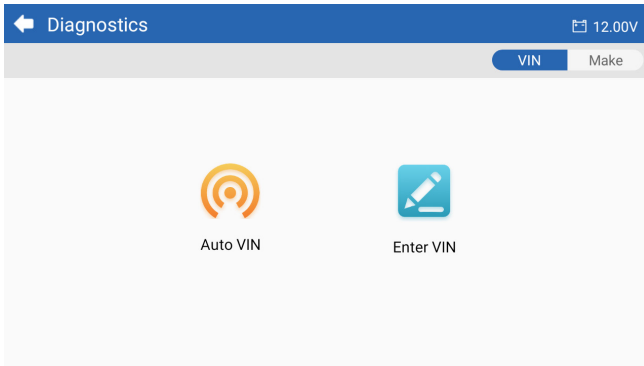 Diagnostics
12.00V
VIN
Make
Auto VIN
Enter VIN